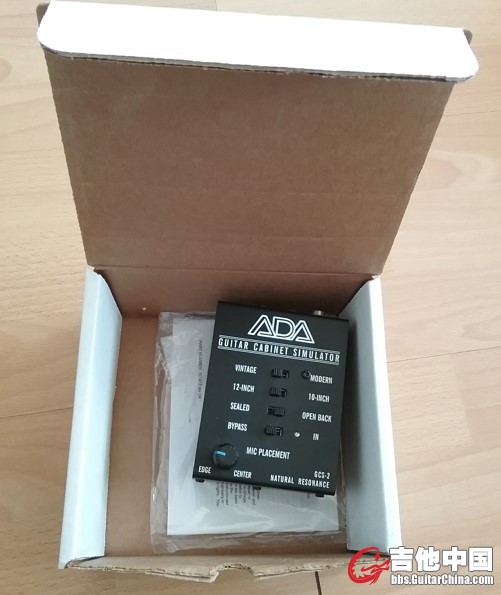 ADA
GUITAR CABINET SIMULATOR
VINTAGE MODERN
12-INCH 10-INCH
SEALED OPEN BACK
BYPASS IN
MIC PLACEMENT
EDGE CENTER
GCS-2
NATURAL RESONANCE
吉他中国
bbs.GuitarChina.com